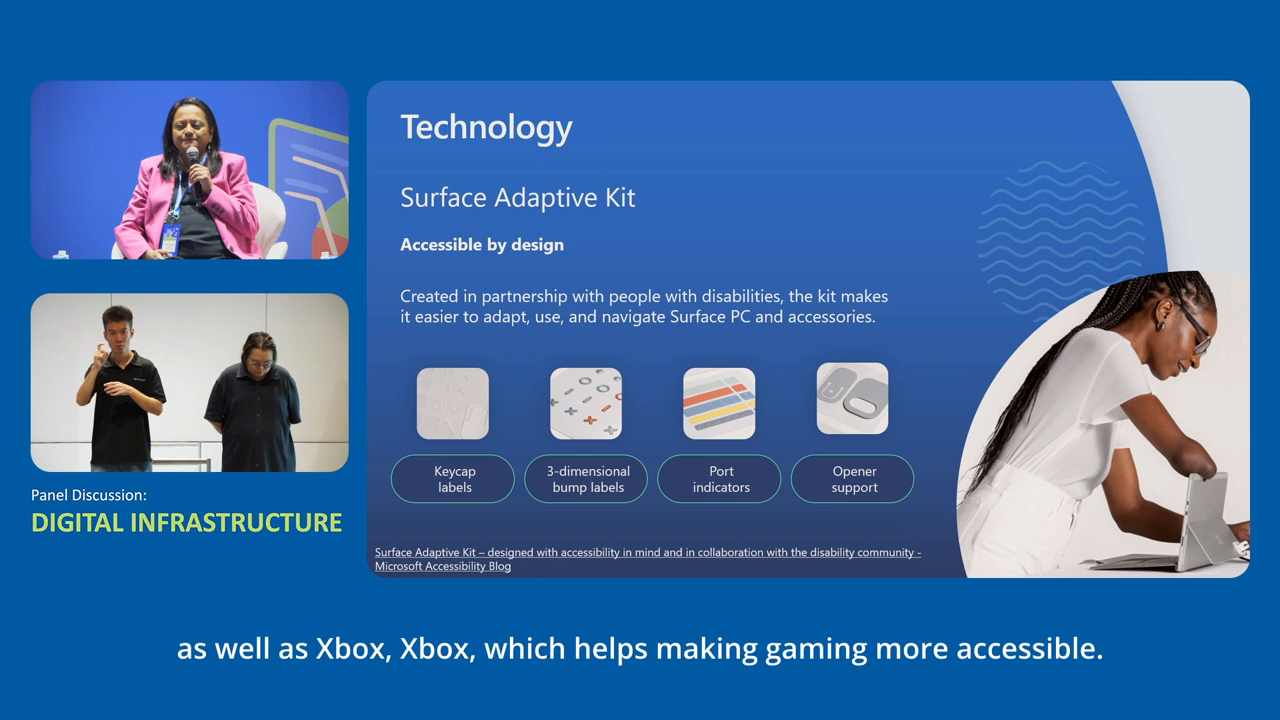 Technology
Surface Adaptive Kit
Accessible by design
Created in partnership with people with disabilities, the kit makes
it easier to adapt, use, and navigate Surface PC and accessories.
Keycap
labels
3-dimensional
bump labels
Port
indicators
Opener
support
Surface Adaptive Kit – designed with accessibility in mind and in collaboration with the disability community -
Microsoft Accessibility Blog
Panel Discussion:
DIGITAL INFRASTRUCTURE
as well as Xbox, Xbox, which helps making gaming more accessible.